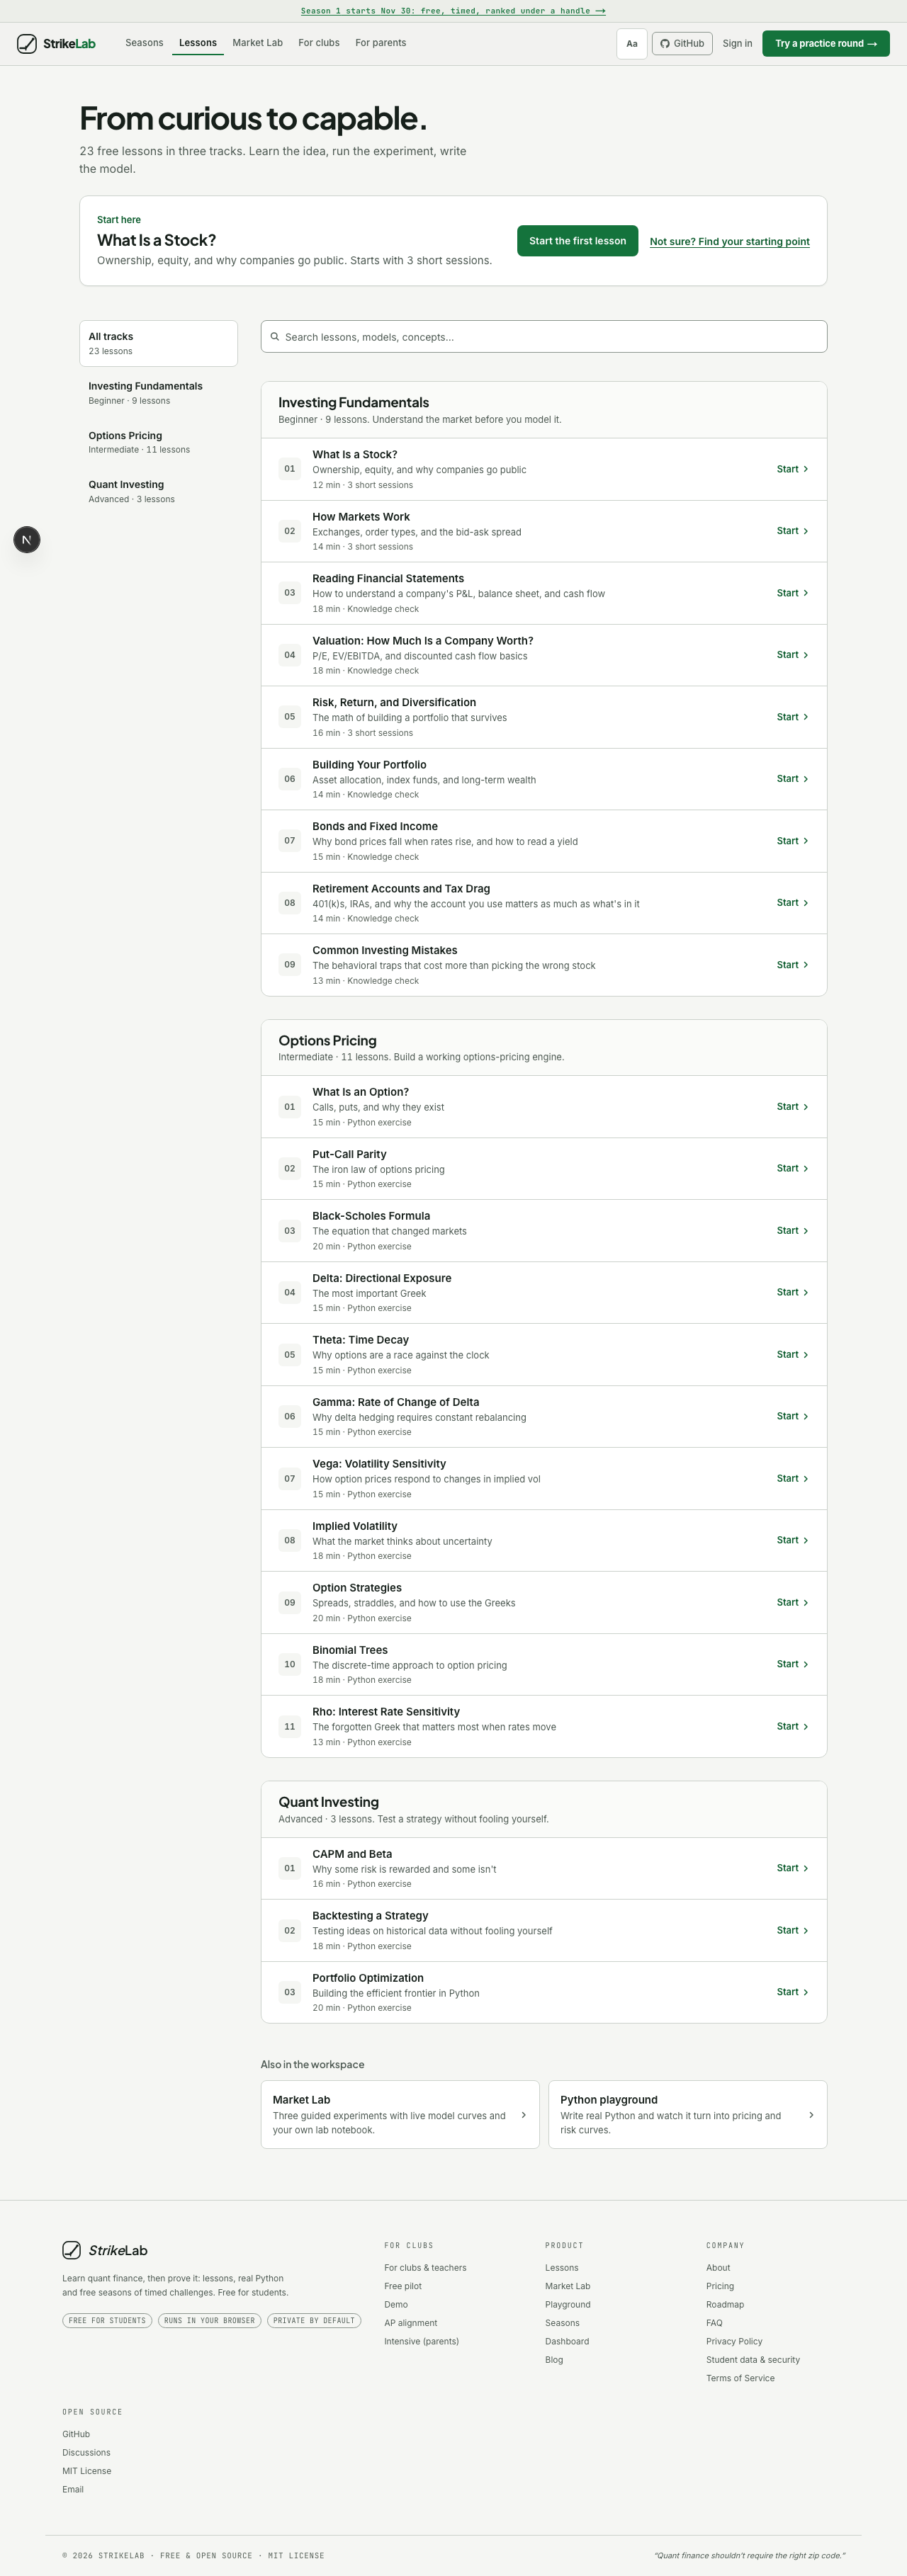 Season 1 starts Nov 30: free, timed, ranked under a handle →
StrikeLab
Seasons
Lessons
Market Lab
For clubs
For parents
Aa
GitHub
Sign in
Try a practice round →
From curious to capable.
23 free lessons in three tracks. Learn the idea, run the experiment, write
the model.
Start here
What Is a Stock?
Ownership, equity, and why companies go public. Starts with 3 short sessions.
Start the first lesson
Not sure? Find your starting point
All tracks
23 lessons
Investing Fundamentals
Beginner · 9 lessons
Options Pricing
Intermediate · 11 lessons
Quant Investing
Advanced · 3 lessons
N
Search lessons, models, concepts...
Investing Fundamentals
Beginner · 9 lessons. Understand the market before you model it.
01
What Is a Stock?
Ownership, equity, and why companies go public
12 min · 3 short sessions
Start
02
How Markets Work
Exchanges, order types, and the bid-ask spread
14 min · 3 short sessions
Start
03
Reading Financial Statements
How to understand a company's P&L, balance sheet, and cash flow
18 min · Knowledge check
Start
04
Valuation: How Much Is a Company Worth?
P/E, EV/EBITDA, and discounted cash flow basics
18 min · Knowledge check
Start
05
Risk, Return, and Diversification
The math of building a portfolio that survives
16 min · 3 short sessions
Start
06
Building Your Portfolio
Asset allocation, index funds, and long-term wealth
14 min · Knowledge check
Start
07
Bonds and Fixed Income
Why bond prices fall when rates rise, and how to read a yield
15 min · Knowledge check
Start
08
Retirement Accounts and Tax Drag
401(k)s, IRAs, and why the account you use matters as much as what's in it
14 min · Knowledge check
Start
09
Common Investing Mistakes
The behavioral traps that cost more than picking the wrong stock
13 min · Knowledge check
Start
Options Pricing
Intermediate · 11 lessons. Build a working options-pricing engine.
01
What Is an Option?
Calls, puts, and why they exist
15 min · Python exercise
Start
02
Put-Call Parity
The iron law of options pricing
15 min · Python exercise
Start
03
Black-Scholes Formula
The equation that changed markets
20 min · Python exercise
Start
04
Delta: Directional Exposure
The most important Greek
15 min · Python exercise
Start
05
Theta: Time Decay
Why options are a race against the clock
15 min · Python exercise
Start
06
Gamma: Rate of Change of Delta
Why delta hedging requires constant rebalancing
15 min · Python exercise
Start
07
Vega: Volatility Sensitivity
How option prices respond to changes in implied vol
15 min · Python exercise
Start
08
Implied Volatility
What the market thinks about uncertainty
18 min · Python exercise
Start
09
Option Strategies
Spreads, straddles, and how to use the Greeks
20 min · Python exercise
Start
10
Binomial Trees
The discrete-time approach to option pricing
18 min · Python exercise
Start
11
Rho: Interest Rate Sensitivity
The forgotten Greek that matters most when rates move
13 min · Python exercise
Start
Quant Investing
Advanced · 3 lessons. Test a strategy without fooling yourself.
01
CAPM and Beta
Why some risk is rewarded and some isn't
16 min · Python exercise
Start
02
Backtesting a Strategy
Testing ideas on historical data without fooling yourself
18 min · Python exercise
Start
03
Portfolio Optimization
Building the efficient frontier in Python
20 min · Python exercise
Start
Also in the workspace
Market Lab
Three guided experiments with live model curves and
your own lab notebook.
Python playground
Write real Python and watch it turn into pricing and
risk curves.
StrikeLab
Learn quant finance, then prove it: lessons, real Python
and free seasons of timed challenges. Free for students.
FREE FOR STUDENTS
RUNS IN YOUR BROWSER
PRIVATE BY DEFAULT
FOR CLUBS
For clubs & teachers
Free pilot
Demo
AP alignment
Intensive (parents)
PRODUCT
Lessons
Market Lab
Playground
Seasons
Dashboard
Blog
COMPANY
About
Pricing
Roadmap
FAQ
Privacy Policy
Student data & security
Terms of Service
OPEN SOURCE
GitHub
Discussions
MIT License
Email
© 2026 STRIKELAB · FREE & OPEN SOURCE · MIT LICENSE
"Quant finance shouldn't require the right zip code."